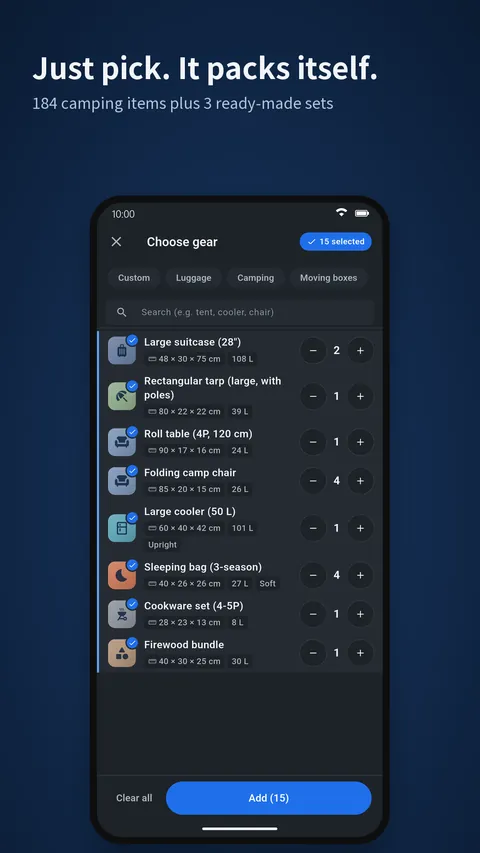 Just pick. It packs itself.
184 camping items plus 3 ready-made sets
10:00
Choose gear
15 selected
Custom
Luggage
Camping
Moving boxes
Search (e.g. tent, cooler, chair)
Large suitcase (28")
48 × 30 × 75 cm 108 L
− 2 +
Rectangular tarp (large, with
poles)
80 × 22 × 22 cm 39 L
− 1 +
Roll table (4P, 120 cm)
90 × 17 × 16 cm 24 L
− 1 +
Folding camp chair
85 × 20 × 15 cm 26 L
− 4 +
Large cooler (50 L)
60 × 40 × 42 cm 101 L
Upright
− 1 +
Sleeping bag (3-season)
40 × 26 × 26 cm 27 L Soft
− 4 +
Cookware set (4-5P)
28 × 23 × 13 cm 8 L
− 1 +
Firewood bundle
40 × 30 × 25 cm 30 L
− 1 +
Clear all
Add (15)